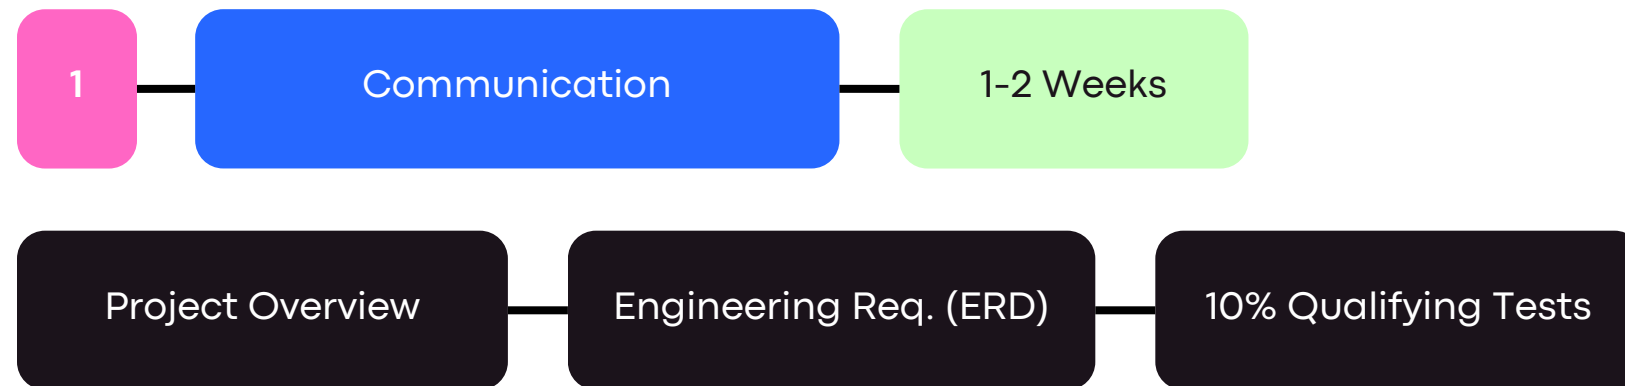 1 Communication 1-2 Weeks
Project Overview Engineering Req. (ERD) 10% Qualifying Tests